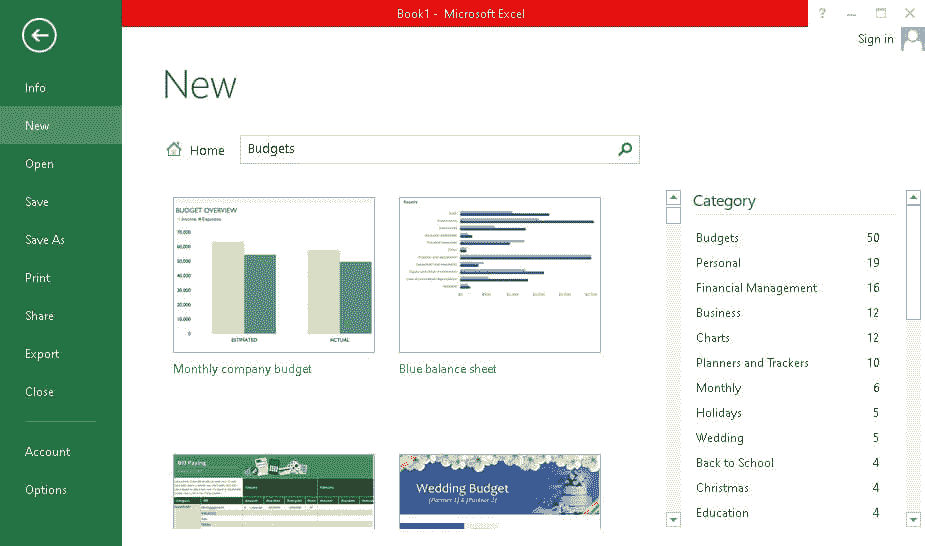 Book1 - Microsoft Excel
?
Sign in
Info
New
Open
Save
Save As
Print
Share
Export
Close
Account
Options
New
Home
Budgets
BUDGET OVERVIEW
Income Expenses
70,000
60,000
50,000
40,000
30,000
20,000
10,000
0
ESTIMATED ACTUAL
Monthly company budget
Blue balance sheet
Bill Paying
Wedding Budget
Category
Budgets 50
Personal 19
Financial Management 16
Business 12
Charts 12
Planners and Trackers 10
Monthly 6
Holidays 5
Wedding 5
Back to School 4
Christmas 4
Education 4